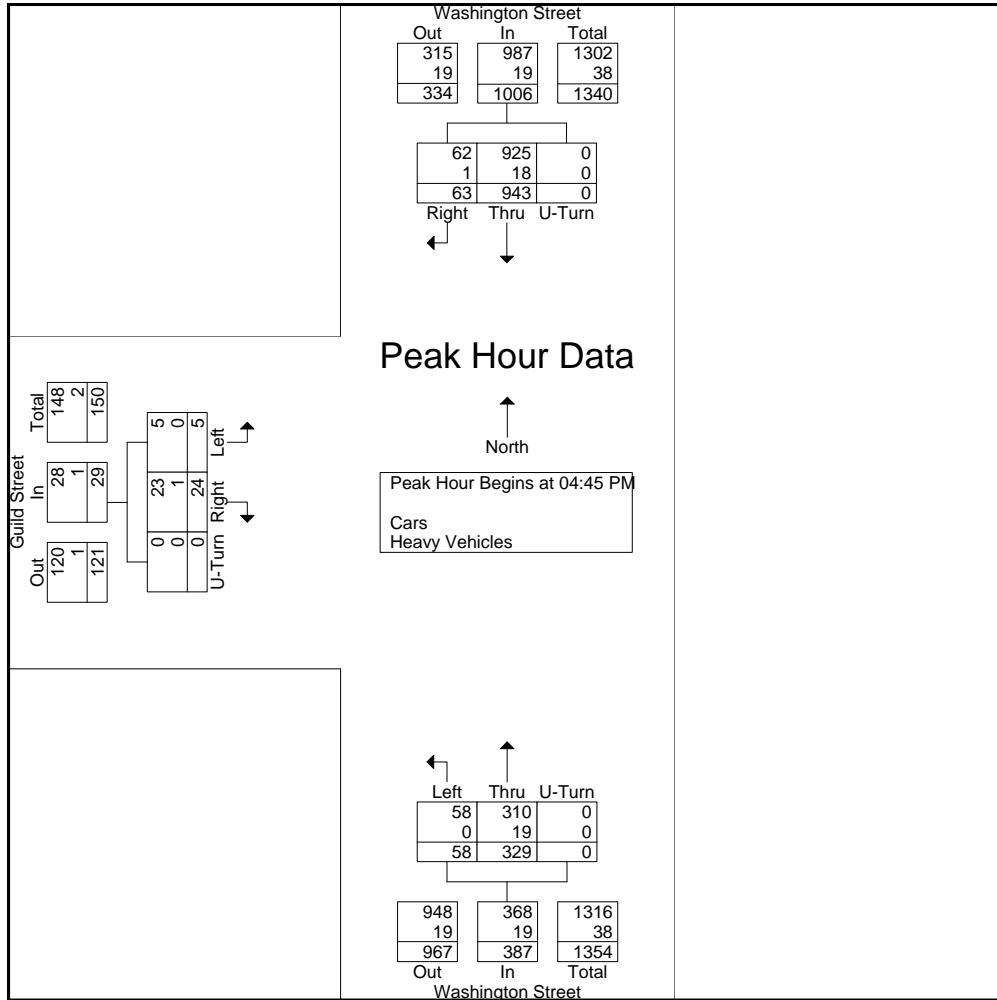 Washington Street
Out In Total
315 987 1302
19 19 38
334 1006 1340
62 925 0
1 18 0
63 943 0
Right Thru U-Turn
Peak Hour Data
North
Peak Hour Begins at 04:45 PM
Cars
Heavy Vehicles
Guild Street
Out In Total
120 28 148
1 1 2
121 29 150
0 23 5
0 1 0
0 24 5
U-Turn Right Left
Left Thru U-Turn
58 310 0
0 19 0
58 329 0
948 368 1316
19 19 38
967 387 1354
Out In Total
Washington Street